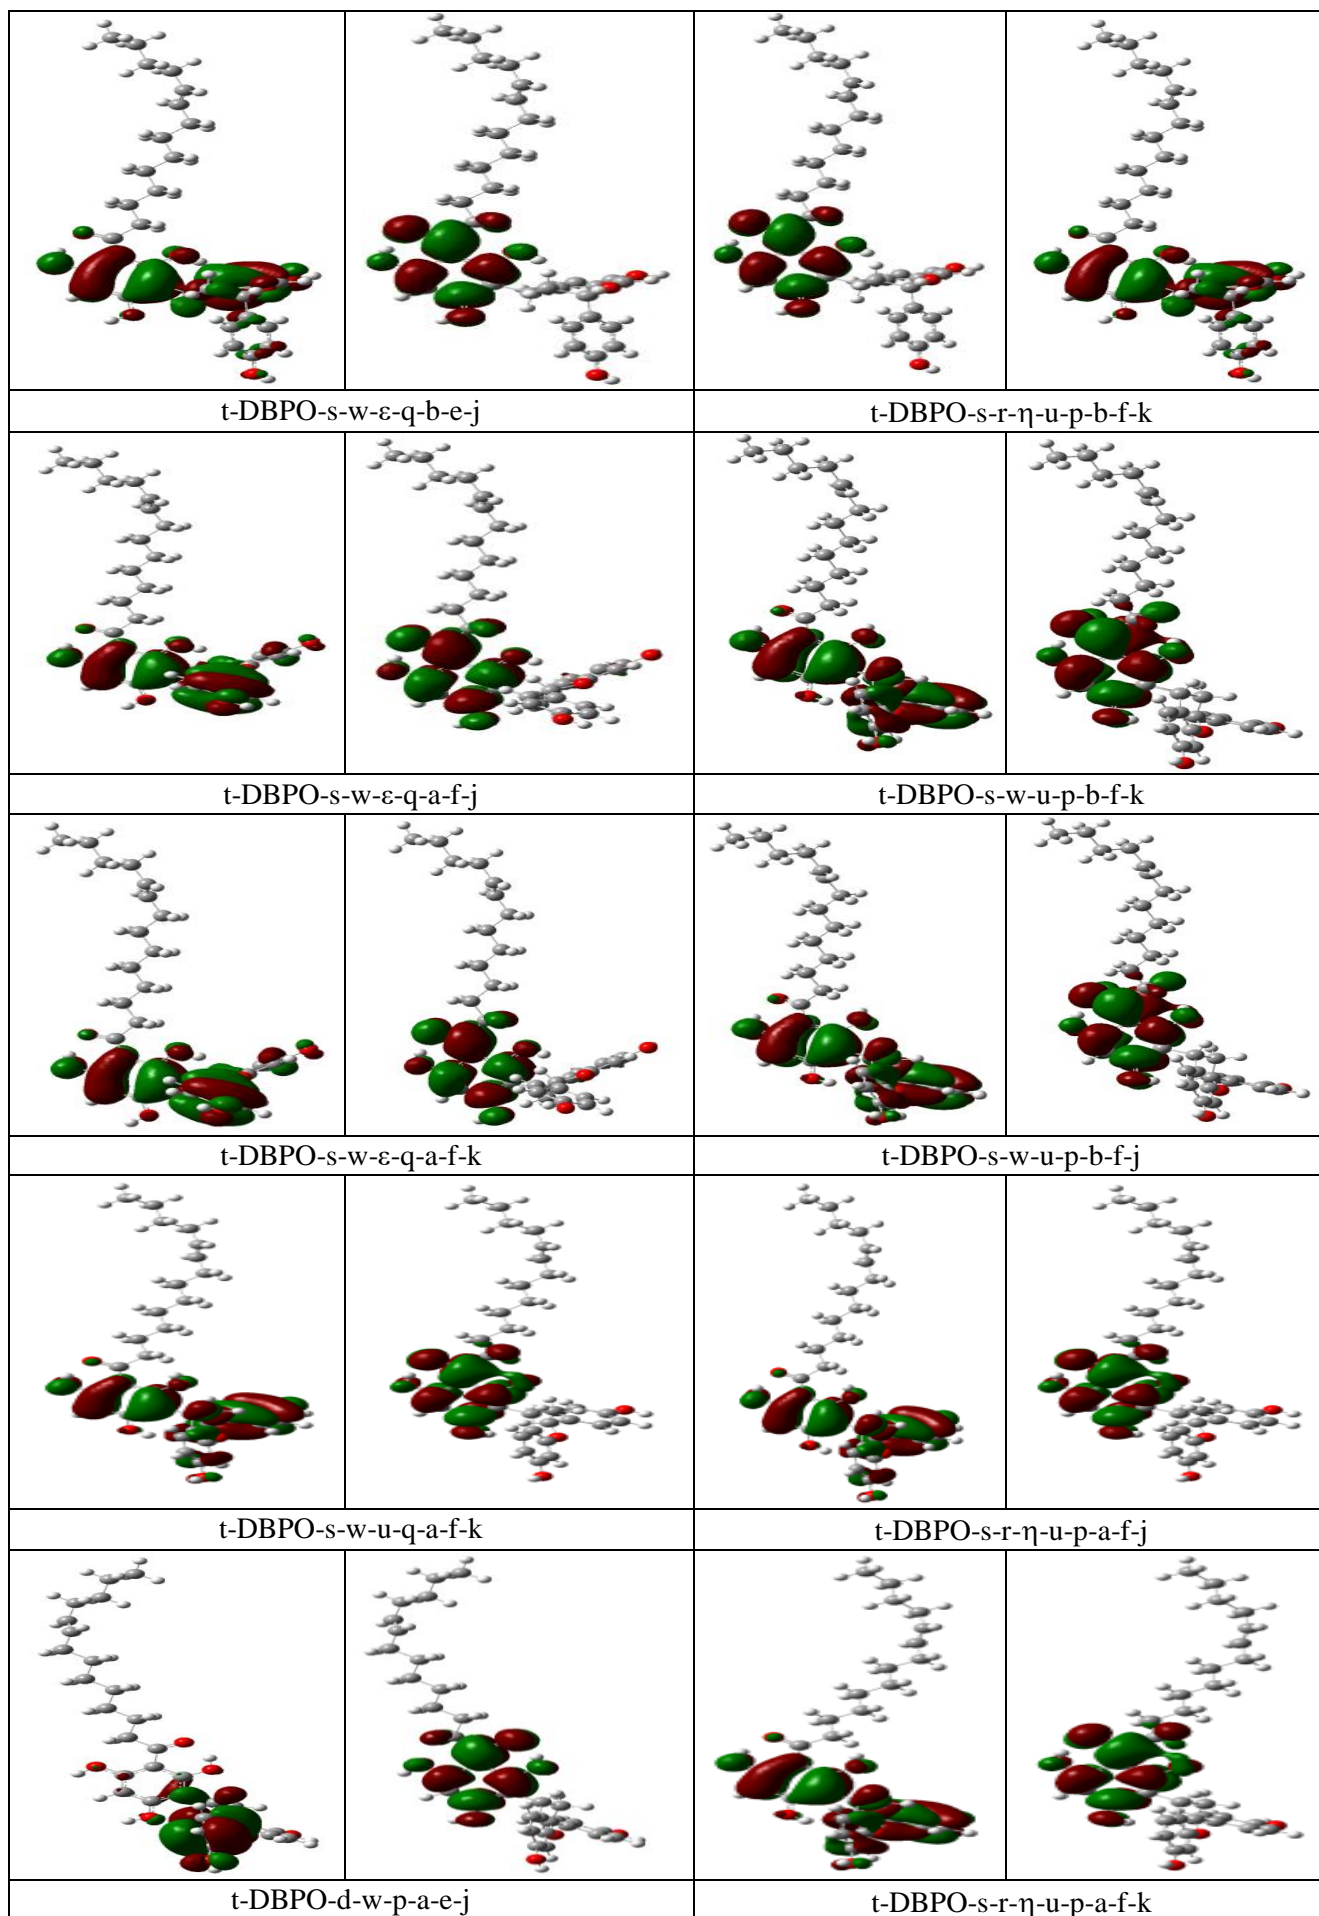 t-DBPO-s-w-ε-q-b-e-j
t-DBPO-s-r-η-u-p-b-f-k
t-DBPO-s-w-ε-q-a-f-j
t-DBPO-s-w-u-p-b-f-k
t-DBPO-s-w-ε-q-a-f-k
t-DBPO-s-w-u-p-b-f-j
t-DBPO-s-w-u-q-a-f-k
t-DBPO-s-r-η-u-p-a-f-j
t-DBPO-d-w-p-a-e-j
t-DBPO-s-r-η-u-p-a-f-k